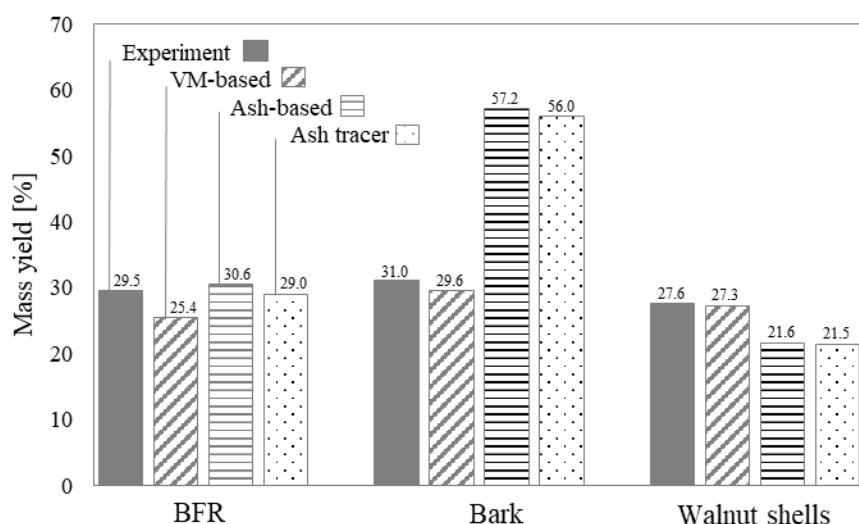 Mass yield [%]
70
60
50
40
30
20
10
0
Experiment
VM-based
Ash-based
Ash tracer
29.5
25.4
30.6
29.0
31.0
29.6
57.2
56.0
27.6
27.3
21.6
21.5
BFR
Bark
Walnut shells